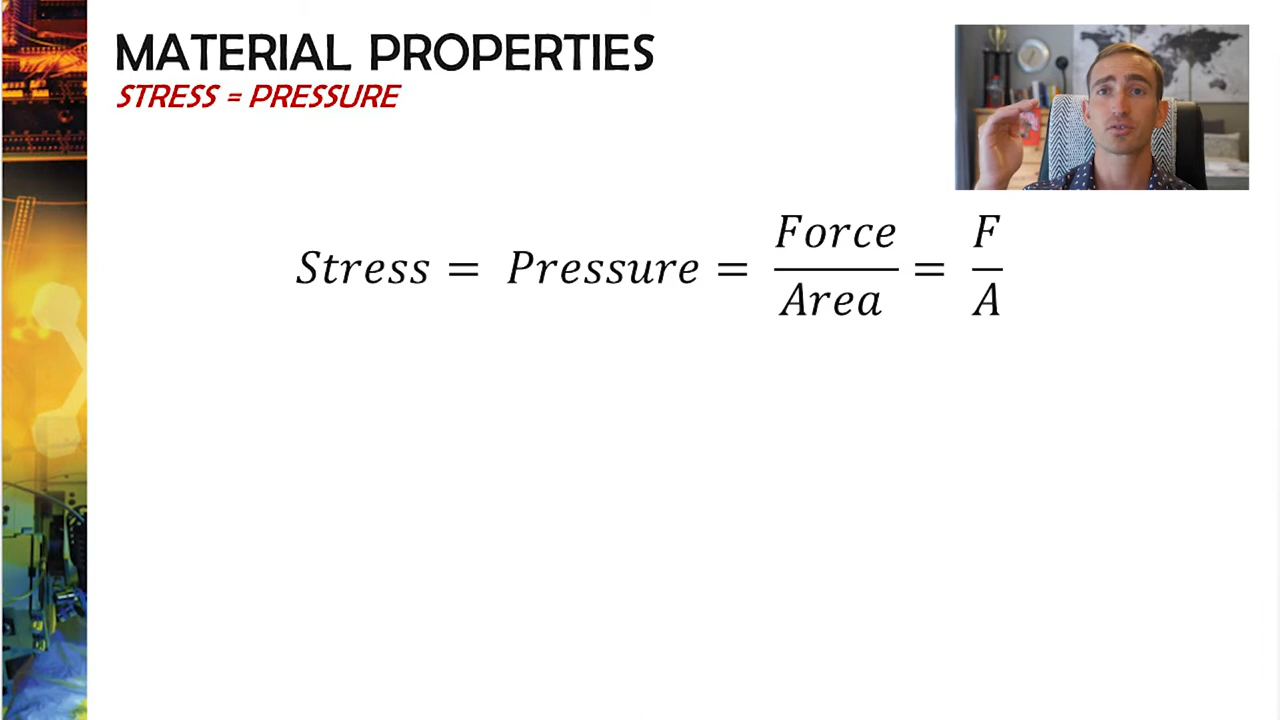 MATERIAL PROPERTIES
STRESS = PRESSURE
Stress = Pressure = Force/Area = F/A